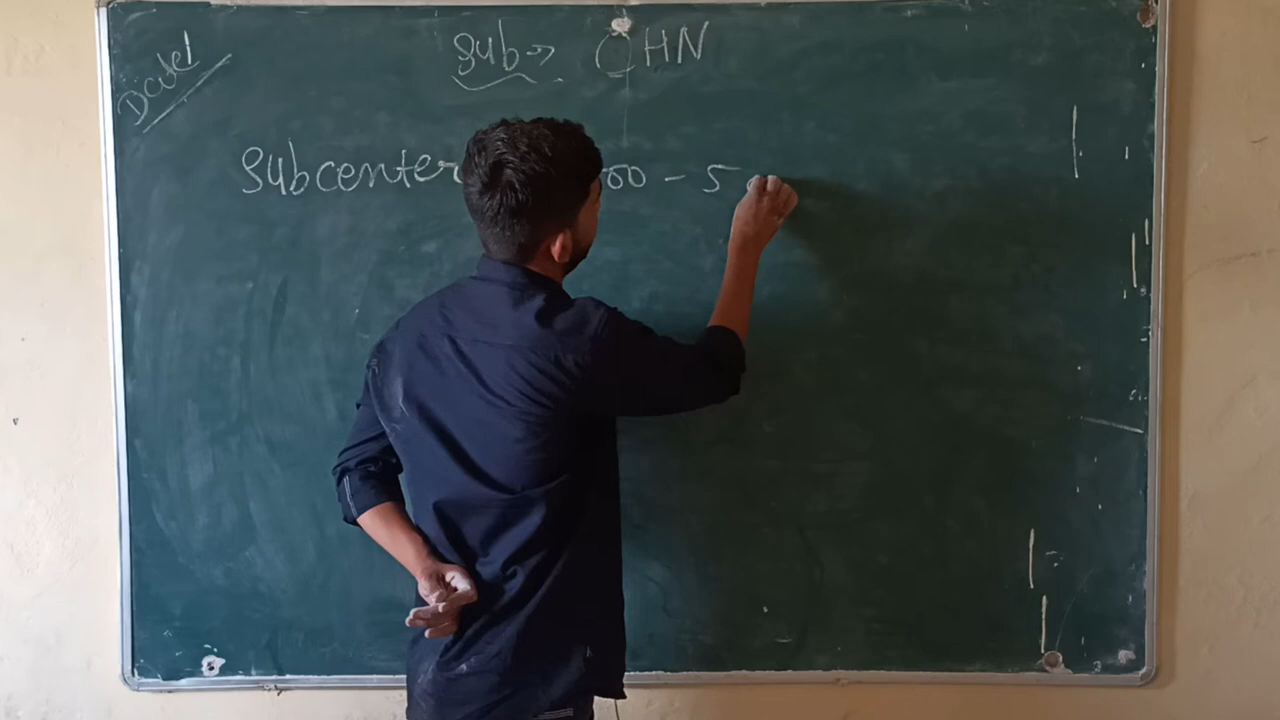 Date|
Sub → CHN
Subcenter 00 - 5